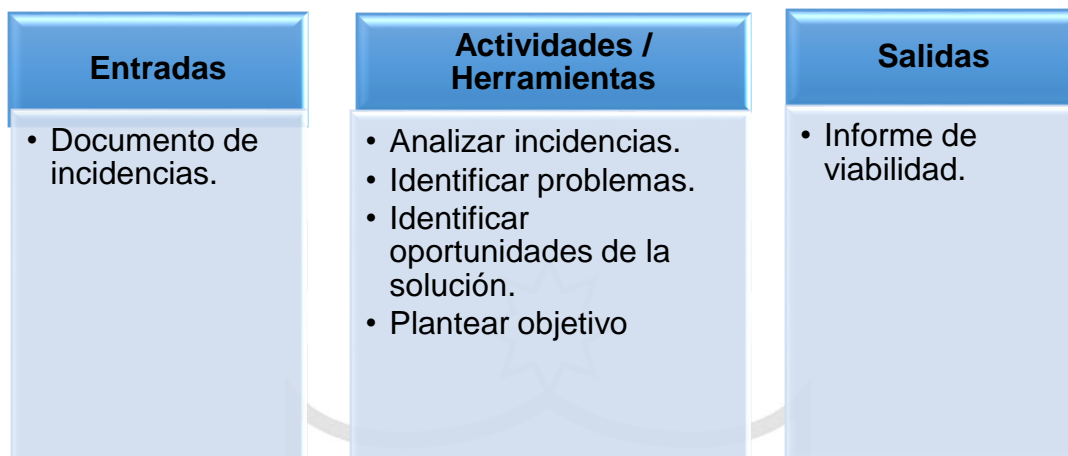 Entradas
• Documento de
incidencias.
Actividades /
Herramientas
• Analizar incidencias.
• Identificar problemas.
• Identificar
oportunidades de la
solución.
• Plantear objetivo
Salidas
• Informe de
viabilidad.